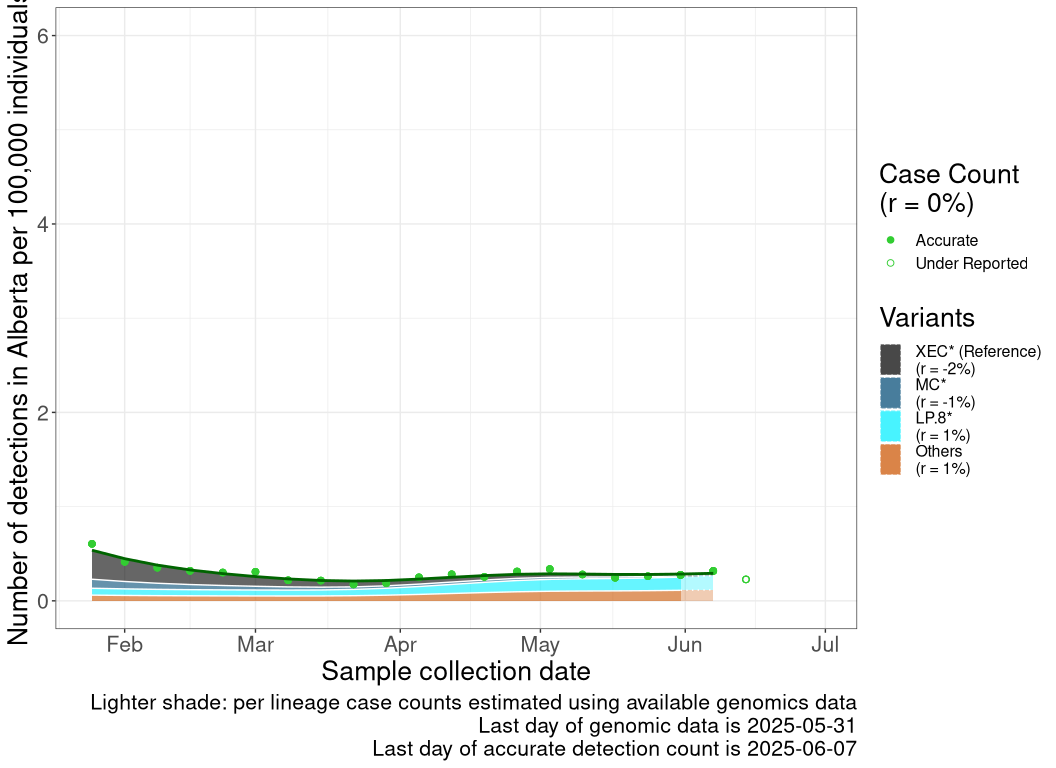 Number of detections in Alberta per 100,000 individuals
6
4
2
0
Feb
Mar
Apr
May
Jun
Jul
Sample collection date
Lighter shade: per lineage case counts estimated using available genomics data
Last day of genomic data is 2025-05-31
Last day of accurate detection count is 2025-06-07
Case Count
(r = 0%)
Accurate
Under Reported
Variants
XEC* (Reference)
(r = -2%)
MC*
(r = -1%)
LP.8*
(r = 1%)
Others
(r = 1%)